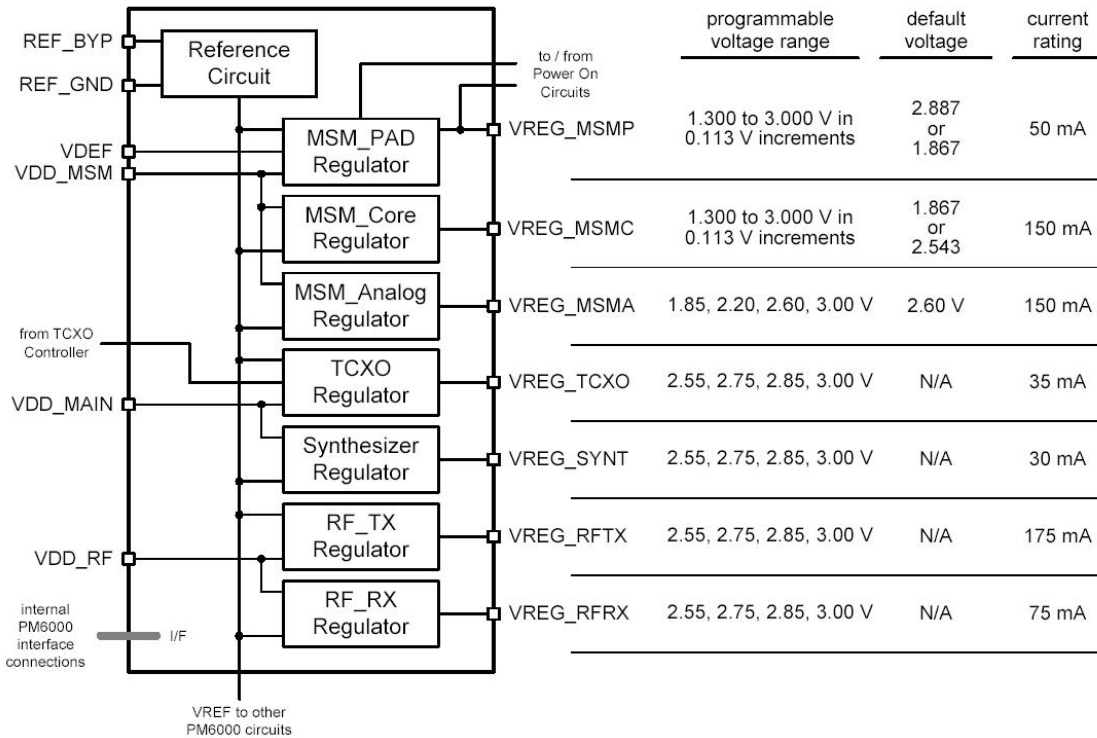 programmable default current
voltage range voltage rating
REF_BYP
Reference
Circuit
REF_GND
to / from
Power On
Circuits
VDEF
VDD_MSM
MSM_PAD
Regulator
VREG_MSMP
1.300 to 3.000 V in
0.113 V increments
2.887
or
1.867
50 mA
MSM_Core
Regulator
VREG_MSMC
1.300 to 3.000 V in
0.113 V increments
1.867
or
2.543
150 mA
MSM_Analog
Regulator
VREG_MSMA 1.85, 2.20, 2.60, 3.00 V 2.60 V 150 mA
from TCXO
Controller
TCXO
Regulator
VREG_TCXO 2.55, 2.75, 2.85, 3.00 V N/A 35 mA
VDD_MAIN
Synthesizer
Regulator
VREG_SYNT 2.55, 2.75, 2.85, 3.00 V N/A 30 mA
RF_TX
Regulator
VREG_RFTX 2.55, 2.75, 2.85, 3.00 V N/A 175 mA
VDD_RF
RF_RX
Regulator
VREG_RFRX 2.55, 2.75, 2.85, 3.00 V N/A 75 mA
internal
PM6000
interface
connections
I/F
VREF to other
PM6000 circuits